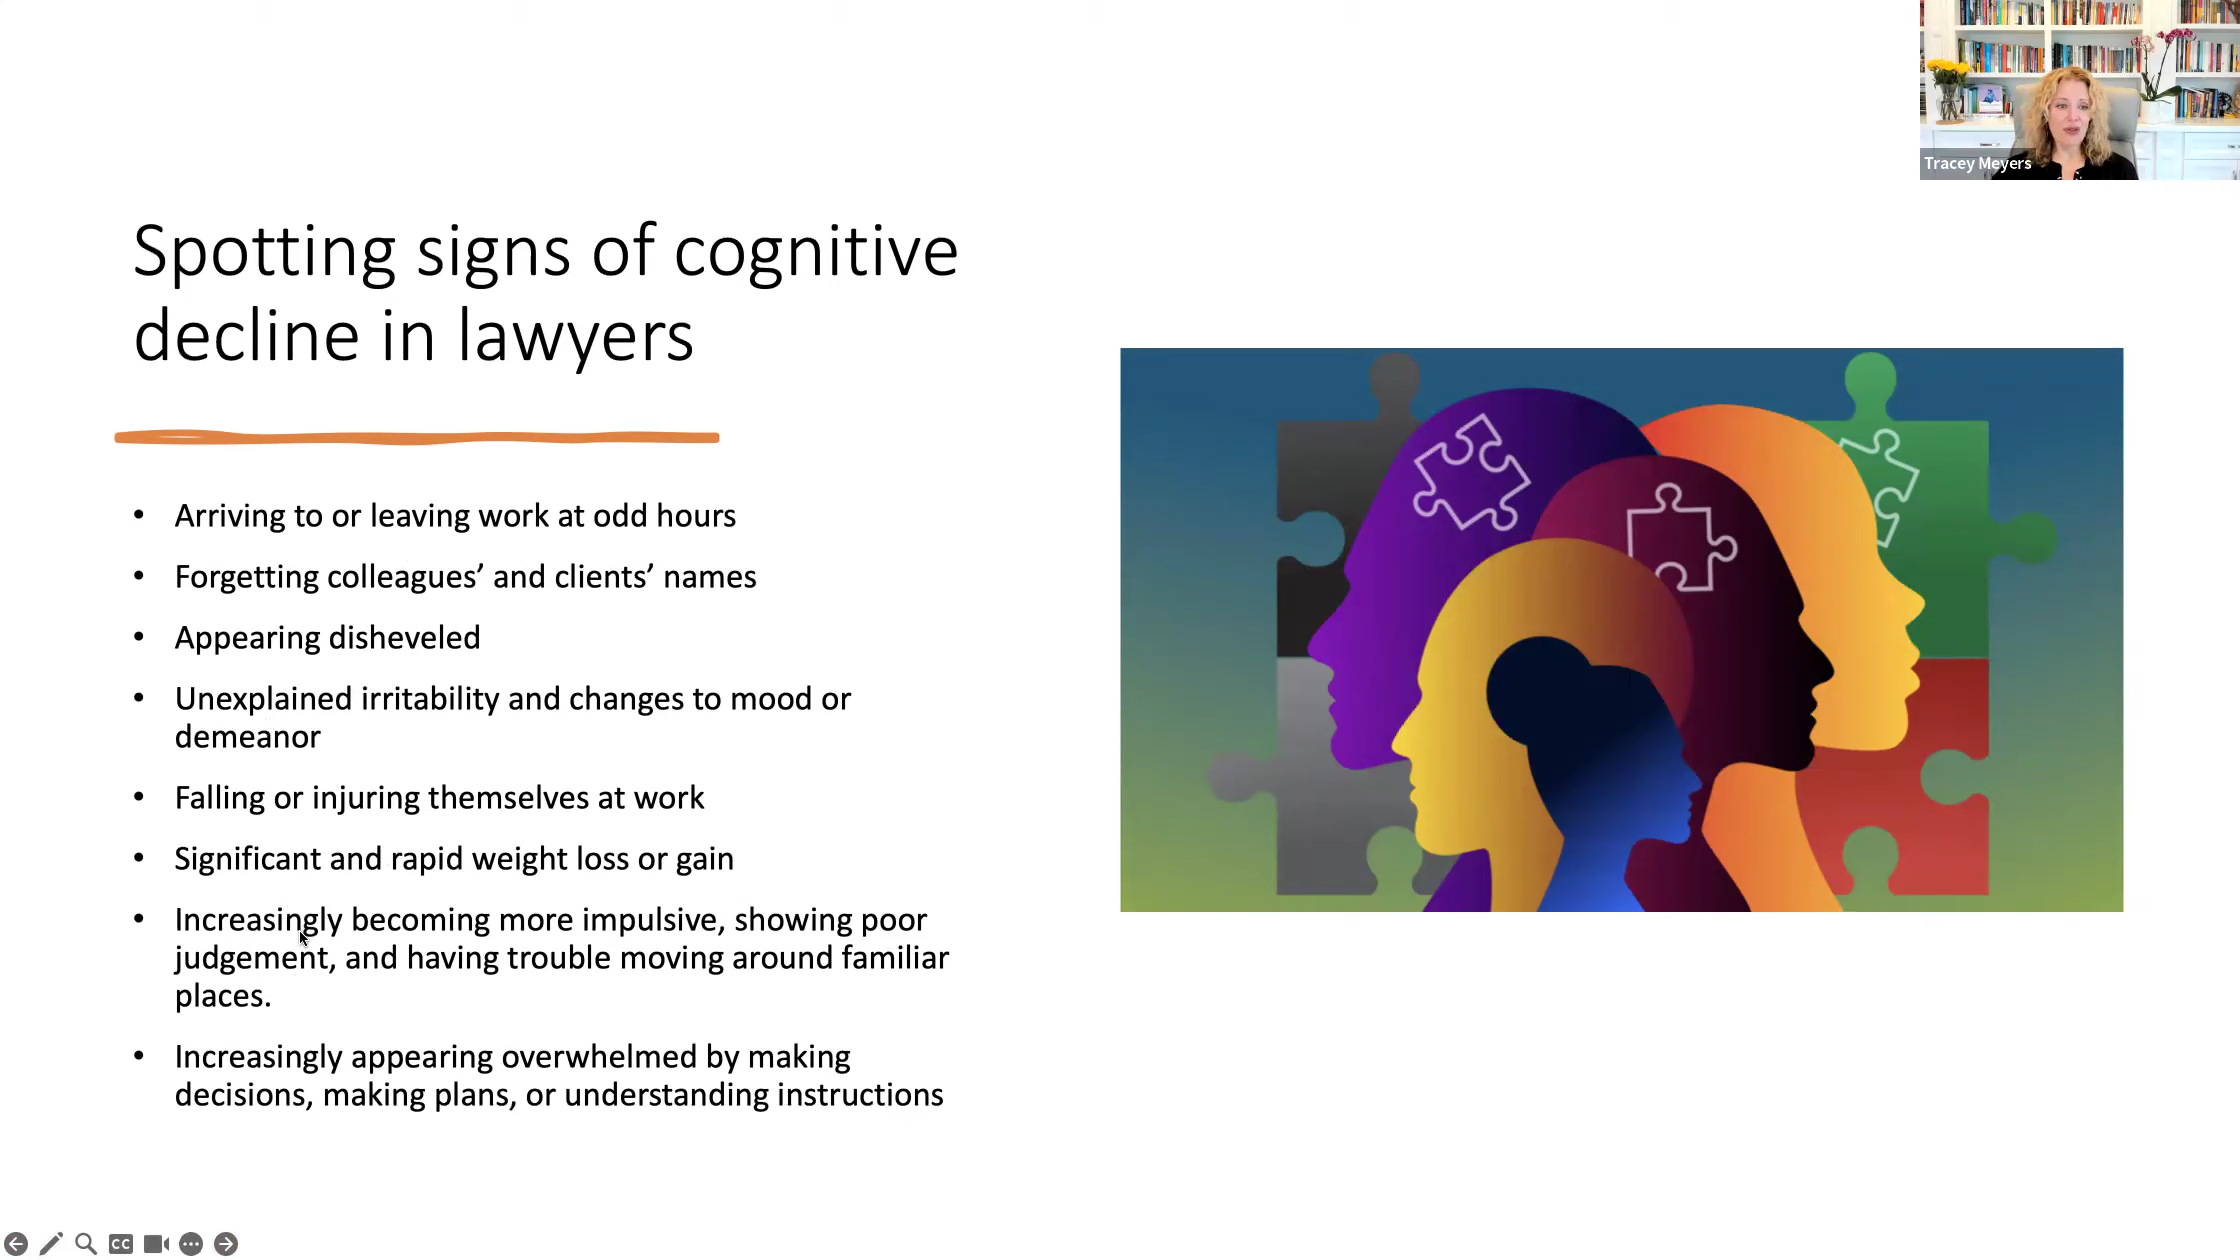 Tracey Meyers
Spotting signs of cognitive
decline in lawyers
• Arriving to or leaving work at odd hours
• Forgetting colleagues’ and clients’ names
• Appearing disheveled
• Unexplained irritability and changes to mood or
demeanor
• Falling or injuring themselves at work
• Significant and rapid weight loss or gain
• Increasingly becoming more impulsive, showing poor
judgement, and having trouble moving around familiar
places.
• Increasingly appearing overwhelmed by making
decisions, making plans, or understanding instructions
CC